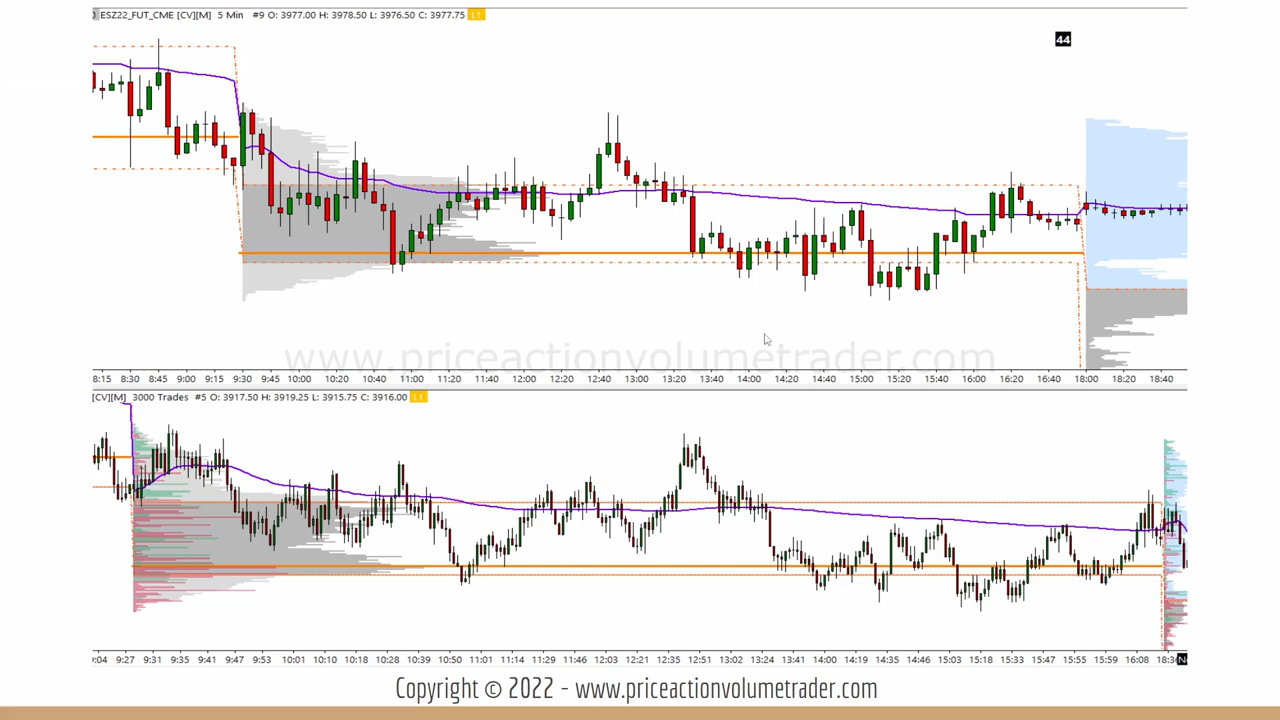 ESZ22_FUT_CME [CV][M] 5 Min #9 O: 3977.00 H: 3978.50 L: 3976.50 C: 3977.75 L1
44
www.priceactionvolumetrader.com
8:15 8:30 8:45 9:00 9:15 9:30 9:45 10:00 10:20 10:40 11:00 11:20 11:40 12:00 12:20 12:40 13:00 13:20 13:40 14:00 14:20 14:40 15:00 15:20 15:40 16:00 16:20 16:40 18:00 18:20 18:40
[CV][M] 3000 Trades #5 O: 3917.50 H: 3919.25 L: 3915.75 C: 3916.00 L1
9:04 9:27 9:31 9:35 9:41 9:47 9:53 10:01 10:10 10:18 10:28 10:39 10:50 11:01 11:14 11:29 12:03 12:21 12:35 12:51 13:02 13:24 13:41 14:00 14:19 14:35 14:46 15:03 15:18 15:33 15:47 15:55 15:59 16:08 18:36
Copyright © 2022 - www.priceactionvolumetrader.com